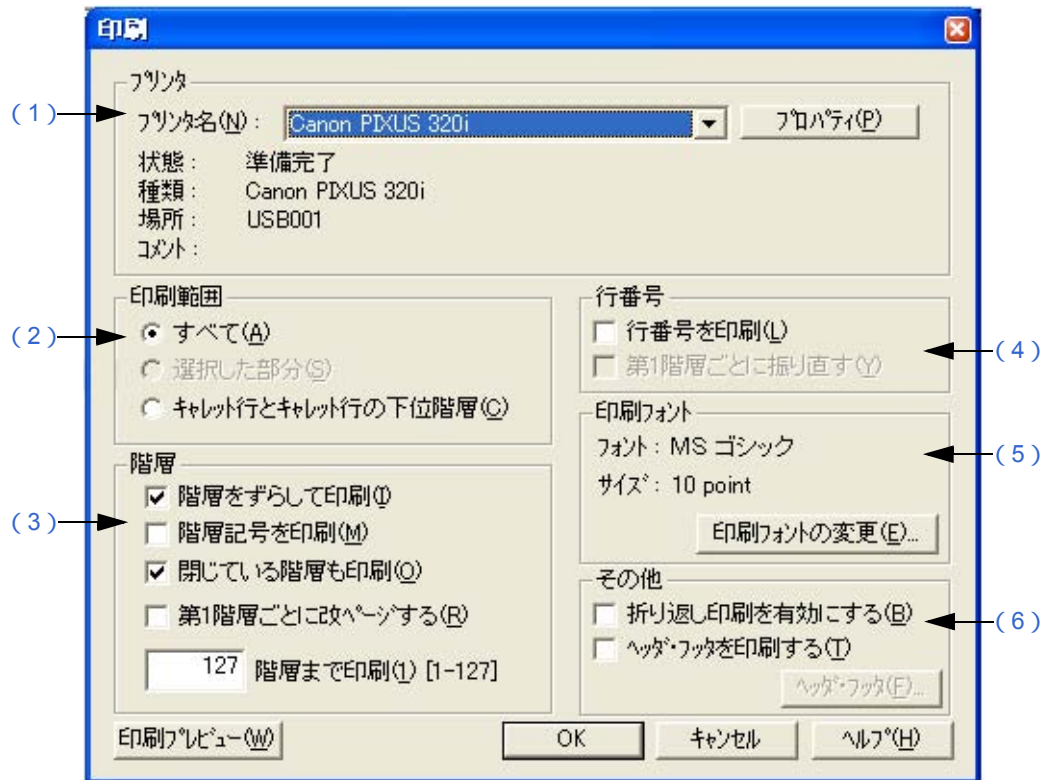 印刷
プリンタ
(1)
プリンタ名(N): Canon PIXUS 320i プロパティ(P)
状態: 準備完了
種類: Canon PIXUS 320i
場所: USB001
コメント:
印刷範囲
(2)
すべて(A)
選択した部分(S)
キャレット行とキャレット行の下位階層(C)
行番号
行番号を印刷(L)
(4)
第1階層ごとに振り直す(Y)
階層
(3)
階層をずらして印刷(I)
階層記号を印刷(M)
閉じている階層も印刷(O)
第1階層ごとに改ページする(R)
127 階層まで印刷(1) [1-127]
印刷フォント
フォント: MS ゴシック
(5)
サイズ: 10 point
印刷フォントの変更(E)...
その他
折り返し印刷を有効にする(B)
(6)
ヘッダ・フッタを印刷する(T)
ヘッダ・フッタ(F)...
印刷プレビュー(W) OK キャンセル ヘルプ(H)